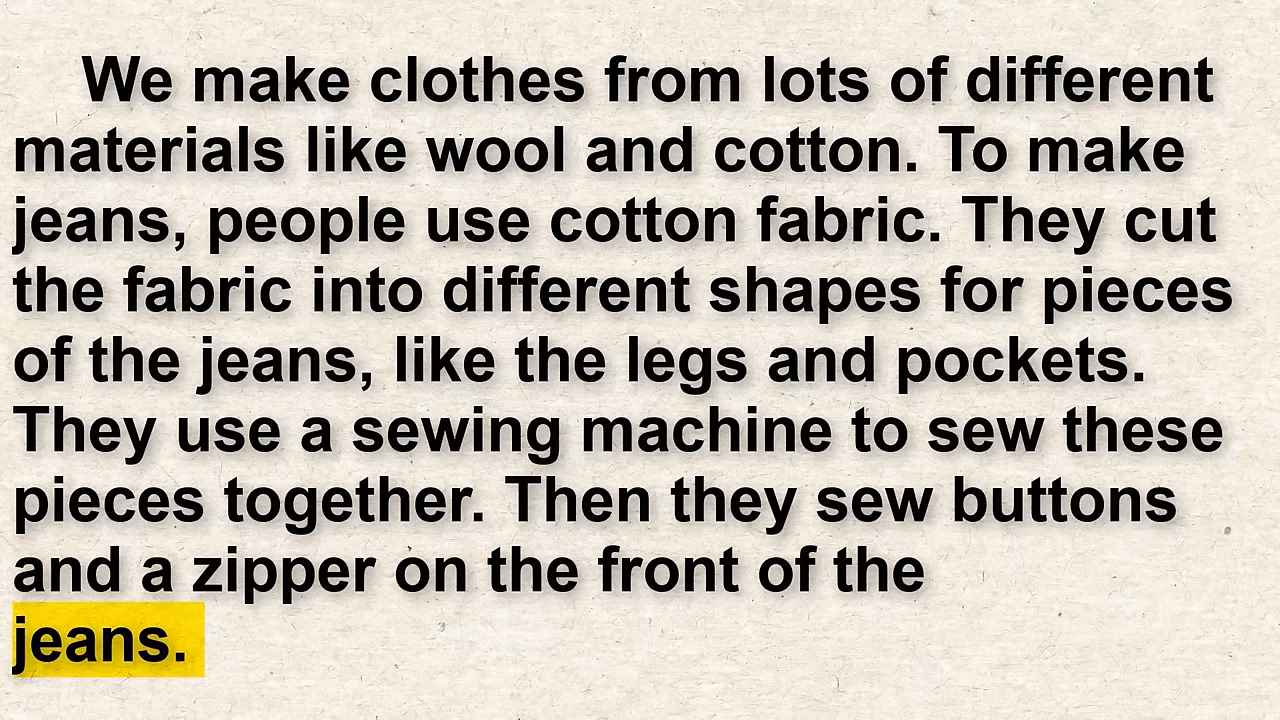 We make clothes from lots of different
materials like wool and cotton. To make
jeans, people use cotton fabric. They cut
the fabric into different shapes for pieces
of the jeans, like the legs and pockets.
They use a sewing machine to sew these
pieces together. Then they sew buttons
and a zipper on the front of the
jeans.